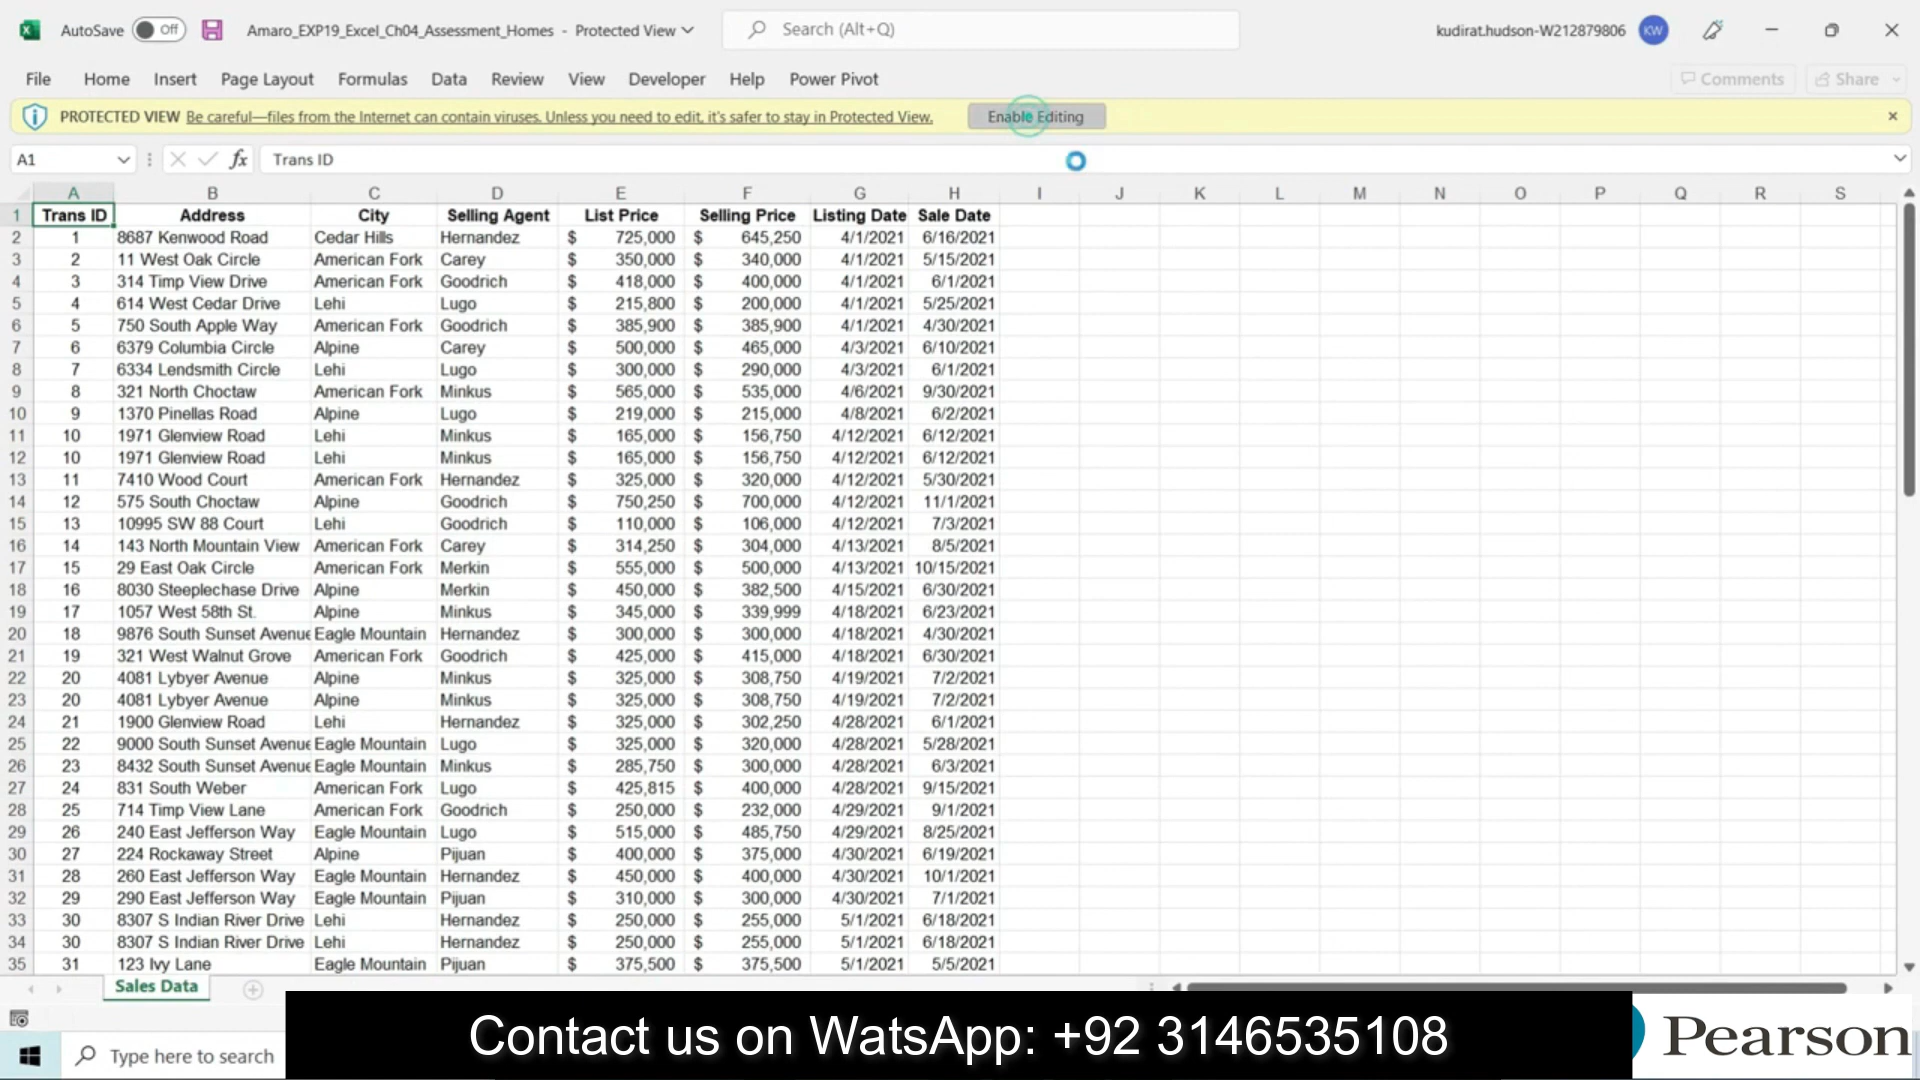 AutoSave Off Amaro_EXP19_Excel_Ch04_Assessment_Homes - Protected View Search (Alt+Q) kudirat.hudson-W212879806 KW
File Home Insert Page Layout Formulas Data Review View Developer Help Power Pivot Comments Share
PROTECTED VIEW Be careful—files from the Internet can contain viruses. Unless you need to edit, it's safer to stay in Protected View. Enable Editing
A1 fx Trans ID
A B C D E F G H I J K L M N O P Q R S
1 Trans ID Address City Selling Agent List Price Selling Price Listing Date Sale Date
2 1 8687 Kenwood Road Cedar Hills Hernandez $ 725,000 $ 645,250 4/1/2021 6/16/2021
3 2 11 West Oak Circle American Fork Carey $ 350,000 $ 340,000 4/1/2021 5/15/2021
4 3 314 Timp View Drive American Fork Goodrich $ 418,000 $ 400,000 4/1/2021 6/1/2021
5 4 614 West Cedar Drive Lehi Lugo $ 215,800 $ 200,000 4/1/2021 5/25/2021
6 5 750 South Apple Way American Fork Goodrich $ 385,900 $ 385,900 4/1/2021 4/30/2021
7 6 6379 Columbia Circle Alpine Carey $ 500,000 $ 465,000 4/3/2021 6/10/2021
8 7 6334 Lendsmith Circle Lehi Lugo $ 300,000 $ 290,000 4/3/2021 6/1/2021
9 8 321 North Choctaw American Fork Minkus $ 565,000 $ 535,000 4/6/2021 9/30/2021
10 9 1370 Pinellas Road Alpine Lugo $ 219,000 $ 215,000 4/8/2021 6/2/2021
11 10 1971 Glenview Road Lehi Minkus $ 165,000 $ 156,750 4/12/2021 6/12/2021
12 10 1971 Glenview Road Lehi Minkus $ 165,000 $ 156,750 4/12/2021 6/12/2021
13 11 7410 Wood Court American Fork Hernandez $ 325,000 $ 320,000 4/12/2021 5/30/2021
14 12 575 South Choctaw Alpine Goodrich $ 750,250 $ 700,000 4/12/2021 11/1/2021
15 13 10995 SW 88 Court Lehi Goodrich $ 110,000 $ 106,000 4/12/2021 7/3/2021
16 14 143 North Mountain View American Fork Carey $ 314,250 $ 304,000 4/13/2021 8/5/2021
17 15 29 East Oak Circle American Fork Merkin $ 555,000 $ 500,000 4/13/2021 10/15/2021
18 16 8030 Steeplechase Drive Alpine Merkin $ 450,000 $ 382,500 4/15/2021 6/30/2021
19 17 1057 West 58th St. Alpine Minkus $ 345,000 $ 339,999 4/18/2021 6/23/2021
20 18 9876 South Sunset Avenue Eagle Mountain Hernandez $ 300,000 $ 300,000 4/18/2021 4/30/2021
21 19 321 West Walnut Grove American Fork Goodrich $ 425,000 $ 415,000 4/18/2021 6/30/2021
22 20 4081 Lybyer Avenue Alpine Minkus $ 325,000 $ 308,750 4/19/2021 7/2/2021
23 20 4081 Lybyer Avenue Alpine Minkus $ 325,000 $ 308,750 4/19/2021 7/2/2021
24 21 1900 Glenview Road Lehi Hernandez $ 325,000 $ 302,250 4/28/2021 6/1/2021
25 22 9000 South Sunset Avenue Eagle Mountain Lugo $ 325,000 $ 320,000 4/28/2021 5/28/2021
26 23 8432 South Sunset Avenue Eagle Mountain Minkus $ 285,750 $ 300,000 4/28/2021 6/3/2021
27 24 831 South Weber American Fork Lugo $ 425,815 $ 400,000 4/28/2021 9/15/2021
28 25 714 Timp View Lane American Fork Goodrich $ 250,000 $ 232,000 4/29/2021 9/1/2021
29 26 240 East Jefferson Way Eagle Mountain Lugo $ 515,000 $ 485,750 4/29/2021 8/25/2021
30 27 224 Rockaway Street Alpine Pijuan $ 400,000 $ 375,000 4/30/2021 6/19/2021
31 28 260 East Jefferson Way Eagle Mountain Hernandez $ 450,000 $ 400,000 4/30/2021 10/1/2021
32 29 290 East Jefferson Way Eagle Mountain Pijuan $ 310,000 $ 300,000 4/30/2021 7/1/2021
33 30 8307 S Indian River Drive Lehi Hernandez $ 250,000 $ 255,000 5/1/2021 6/18/2021
34 30 8307 S Indian River Drive Lehi Hernandez $ 250,000 $ 255,000 5/1/2021 6/18/2021
35 31 123 Ivy Lane Eagle Mountain Pijuan $ 375,500 $ 375,500 5/1/2021 5/5/2021
Sales Data
Contact us on WatsApp: +92 3146535108
Pearson
Type here to search